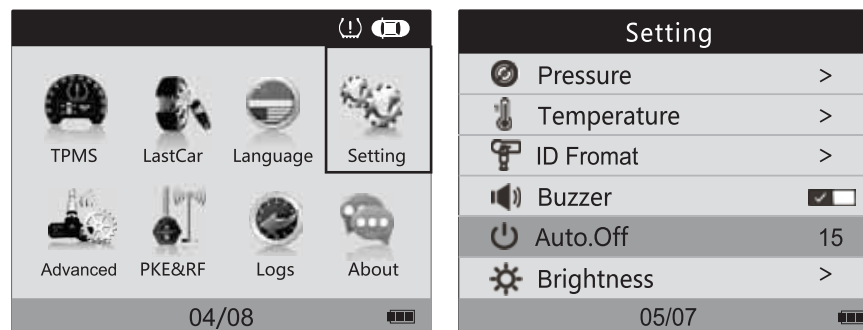 TPMS
LastCar
Language
Setting
Advanced
PKE&RF
Logs
About
04/08
Setting
Pressure >
Temperature >
ID Fromat >
Buzzer
Auto.Off 15
Brightness >
05/07